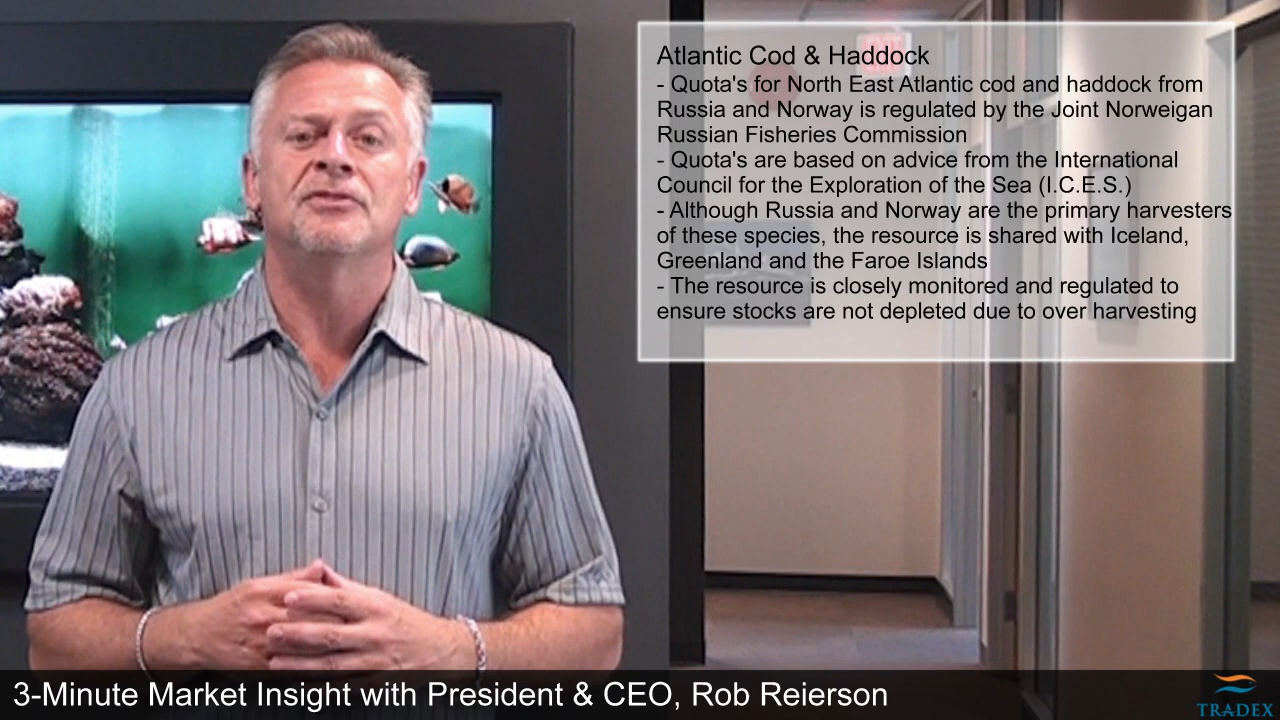 Atlantic Cod & Haddock
- Quota's for North East Atlantic cod and haddock from
Russia and Norway is regulated by the Joint Norweigan
Russian Fisheries Commission
- Quota's are based on advice from the International
Council for the Exploration of the Sea (I.C.E.S.)
- Although Russia and Norway are the primary harvesters
of these species, the resource is shared with Iceland,
Greenland and the Faroe Islands
- The resource is closely monitored and regulated to
ensure stocks are not depleted due to over harvesting
3-Minute Market Insight with President & CEO, Rob Reierson
TRADEX